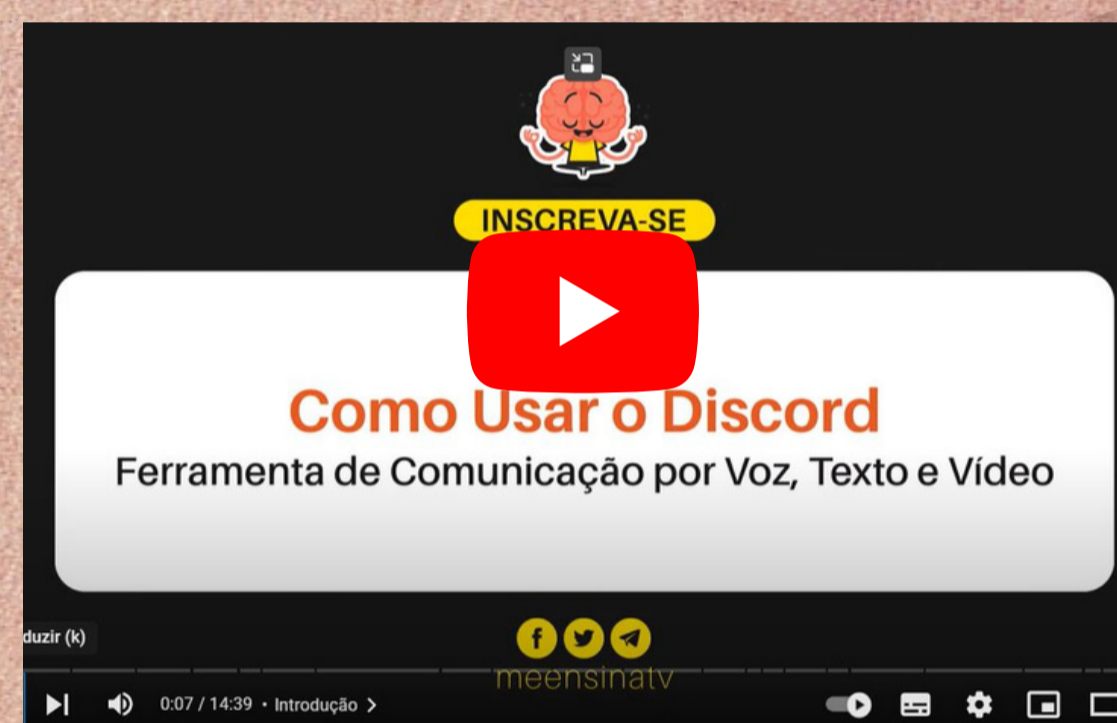 INSCREVA-SE
Como Usar o Discord
Ferramenta de Comunicação por Voz, Texto e Vídeo
duzir (k)
f
meensinatv
0:07 / 14:39 • Introdução >